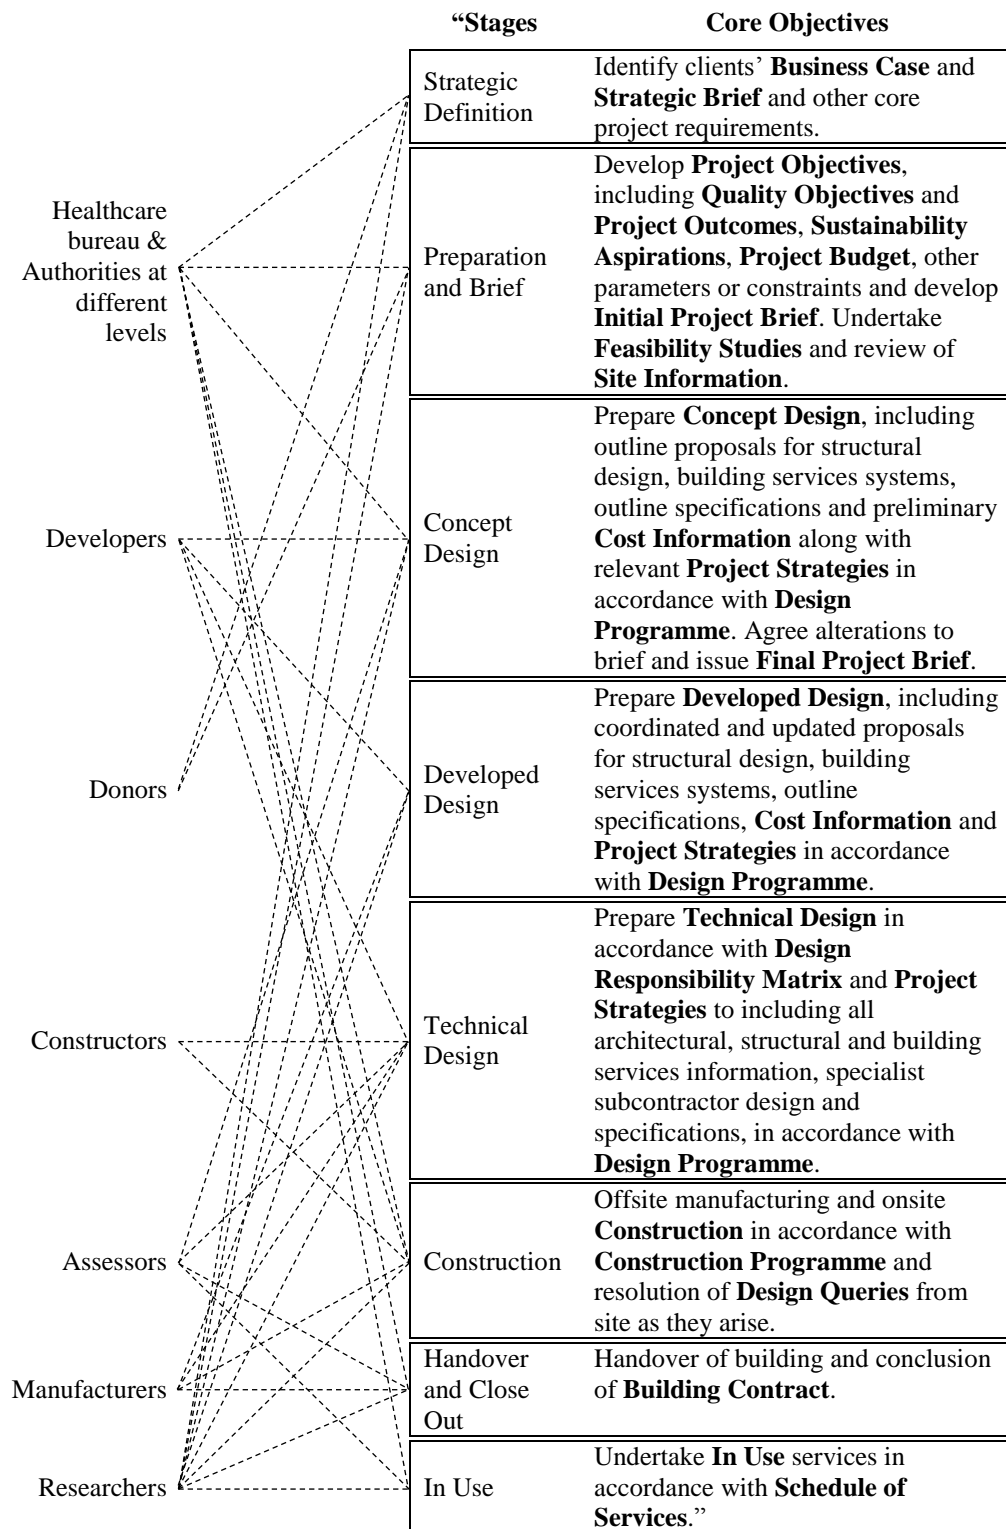 “Stages
Core Objectives
Healthcare
bureau &
Authorities at
different
levels
Developers
Donors
Constructors
Assessors
Manufacturers
Researchers
Strategic
Definition
Identify clients’ Business Case and
Strategic Brief and other core
project requirements.
Preparation
and Brief
Develop Project Objectives,
including Quality Objectives and
Project Outcomes, Sustainability
Aspirations, Project Budget, other
parameters or constraints and develop
Initial Project Brief. Undertake
Feasibility Studies and review of
Site Information.
Concept
Design
Prepare Concept Design, including
outline proposals for structural
design, building services systems,
outline specifications and preliminary
Cost Information along with
relevant Project Strategies in
accordance with Design
Programme. Agree alterations to
brief and issue Final Project Brief.
Developed
Design
Prepare Developed Design, including
coordinated and updated proposals
for structural design, building
services systems, outline
specifications, Cost Information and
Project Strategies in accordance
with Design Programme.
Technical
Design
Prepare Technical Design in
accordance with Design
Responsibility Matrix and Project
Strategies to including all
architectural, structural and building
services information, specialist
subcontractor design and
specifications, in accordance with
Design Programme.
Construction
Offsite manufacturing and onsite
Construction in accordance with
Construction Programme and
resolution of Design Queries from
site as they arise.
Handover
and Close
Out
Handover of building and conclusion
of Building Contract.
In Use
Undertake In Use services in
accordance with Schedule of
Services.”